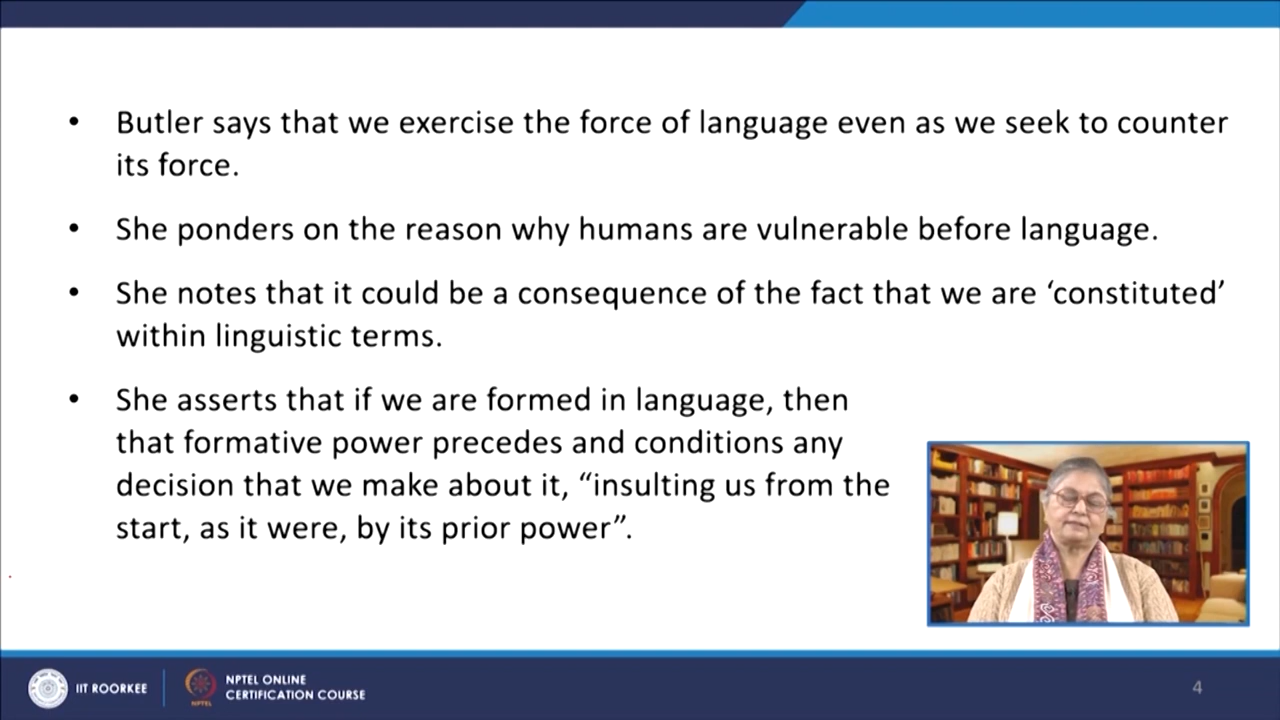 • Butler says that we exercise the force of language even as we seek to counter
its force.
• She ponders on the reason why humans are vulnerable before language.
• She notes that it could be a consequence of the fact that we are ‘constituted’
within linguistic terms.
• She asserts that if we are formed in language, then
that formative power precedes and conditions any
decision that we make about it, “insulting us from the
start, as it were, by its prior power”.
IIT ROORKEE
NPTEL
NPTEL ONLINE
CERTIFICATION COURSE
4